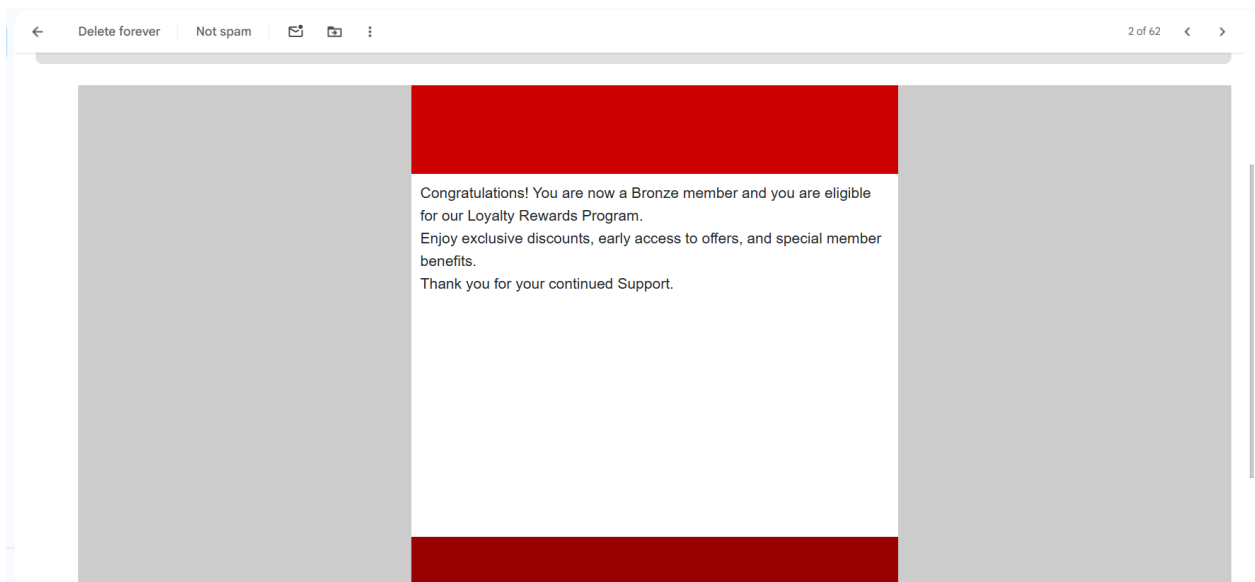 Delete forever Not spam 2 of 62
Congratulations! You are now a Bronze member and you are eligible
for our Loyalty Rewards Program.
Enjoy exclusive discounts, early access to offers, and special member
benefits.
Thank you for your continued Support.